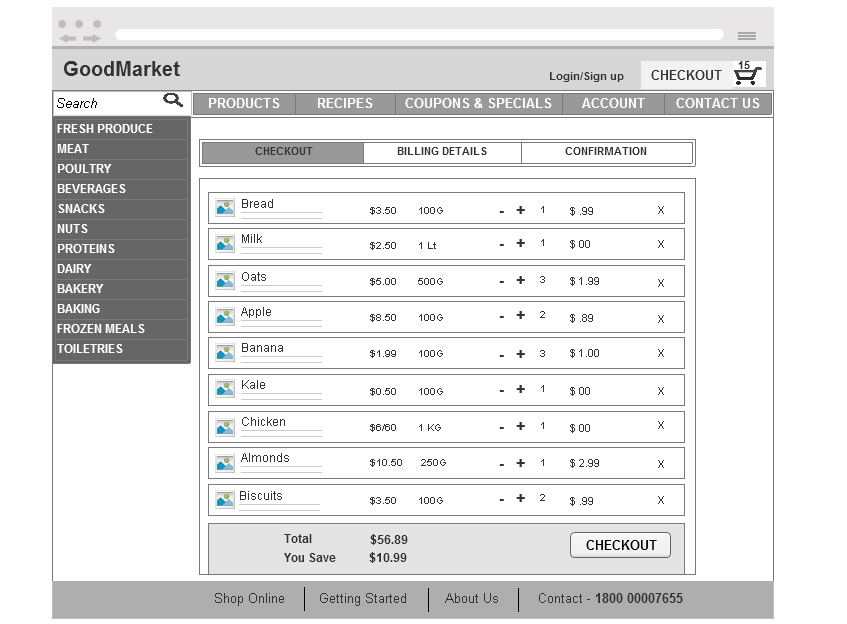 GoodMarket
Login/Sign up
CHECKOUT 15
Search
PRODUCTS RECIPES COUPONS & SPECIALS ACCOUNT CONTACT US
FRESH PRODUCE
MEAT
POULTRY
BEVERAGES
SNACKS
NUTS
PROTEINS
DAIRY
BAKERY
BAKING
FROZEN MEALS
TOILETRIES
CHECKOUT BILLING DETAILS CONFIRMATION
Bread $3.50 100G - + 1 $ .99 X
Milk $2.50 1 Lt - + 1 $ 00 X
Oats $5.00 500G - + 3 $ 1.99 X
Apple $8.50 100G - + 2 $ .89 X
Banana $1.99 100G - + 3 $ 1.00 X
Kale $0.50 100G - + 1 $ 00 X
Chicken $6/60 1 KG - + 1 $ 00 X
Almonds $10.50 250G - + 1 $ 2.99 X
Biscuits $3.50 100G - + 2 $ .99 X
Total $56.89
You Save $10.99
CHECKOUT
Shop Online Getting Started About Us Contact - 1800 00007655